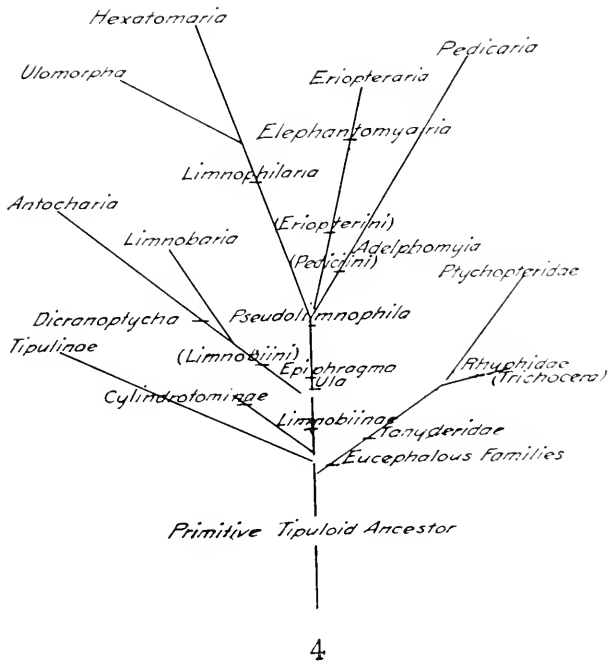 Hexatomaria
Pedicaria
Ulomorpha
Eriopteraria
Elephantomyaria
Limnophilaria
Antocharia
(Eriopterini)
Limnobaria
Adelphomyia
(Pediciini)
Ptychopteridae
Dicranoptycha
Pseudolimnophila
Tipulinae
(Limnobiini)
Epiphragma
Rhyphidae
Ula
(Trichocera)
Cylindrotominae
Limnobiinae
Tanyderidae
Eucephalous Families
Primitive Tipuloid Ancestor
4